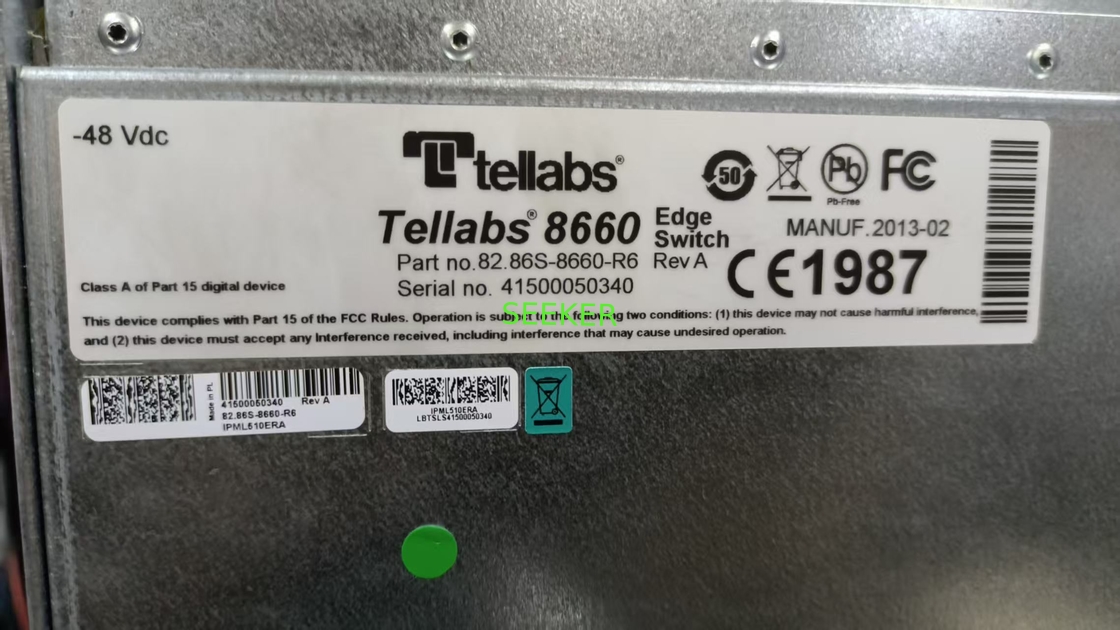 -48 Vdc
tellabs®
50
Pb
Pb-Free
FC
Tellabs® 8660 Edge Switch
MANUF. 2013-02
Part no. 82.86S-8660-R6 Rev A
CE1987
Serial no. 41500050340
Class A of Part 15 digital device
SEEKER
This device complies with Part 15 of the FCC Rules. Operation is subject to the following two conditions: (1) this device may not cause harmful interference,
and (2) this device must accept any Interference received, including interference that may cause undesired operation.
Made in PL
41500050340 Rev A
82.86S-8660-R6
IPML510ERA
IPML510ERA
LBTSLS41500050340